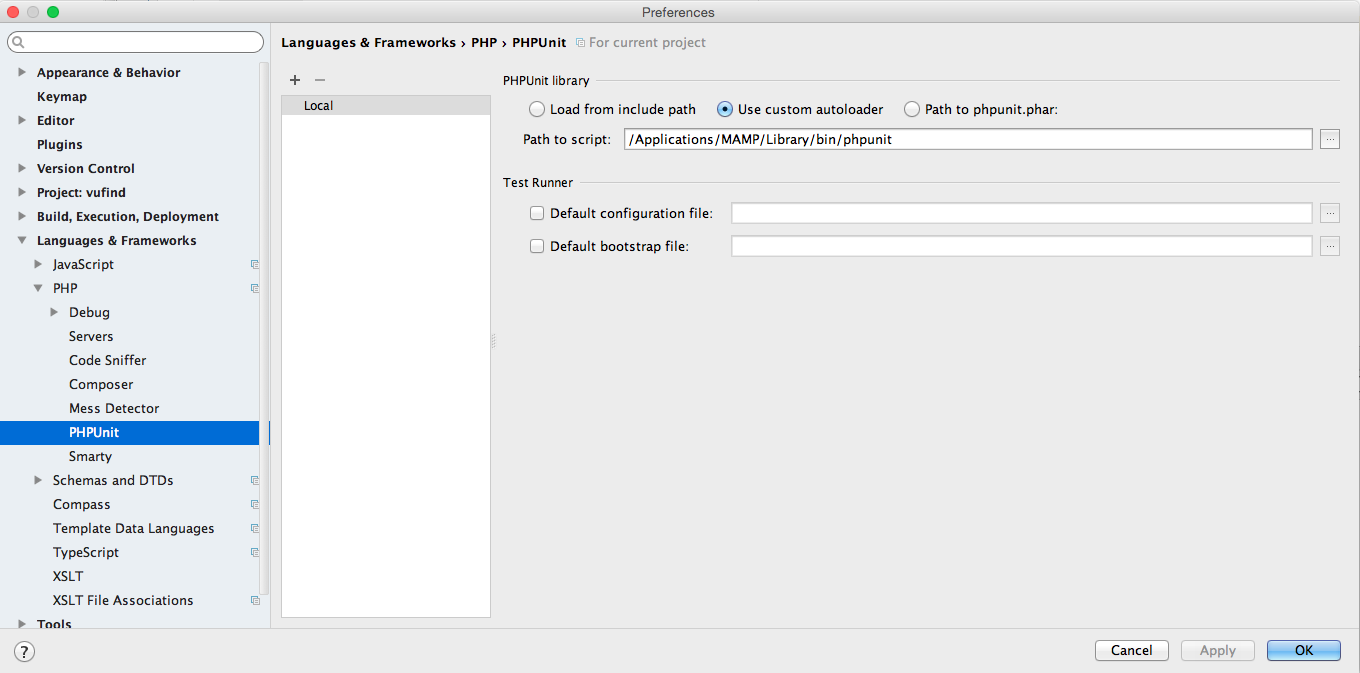 Preferences
Languages & Frameworks › PHP › PHPUnit For current project
Appearance & Behavior
Keymap
Editor
Plugins
Version Control
Project: vufind
Build, Execution, Deployment
Languages & Frameworks
JavaScript
PHP
Debug
Servers
Code Sniffer
Composer
Mess Detector
PHPUnit
Smarty
Schemas and DTDs
Compass
Template Data Languages
TypeScript
XSLT
XSLT File Associations
Tools
+ −
Local
PHPUnit library
Load from include path Use custom autoloader Path to phpunit.phar:
Path to script: /Applications/MAMP/Library/bin/phpunit ...
Test Runner
Default configuration file: ...
Default bootstrap file: ...
? Cancel Apply OK